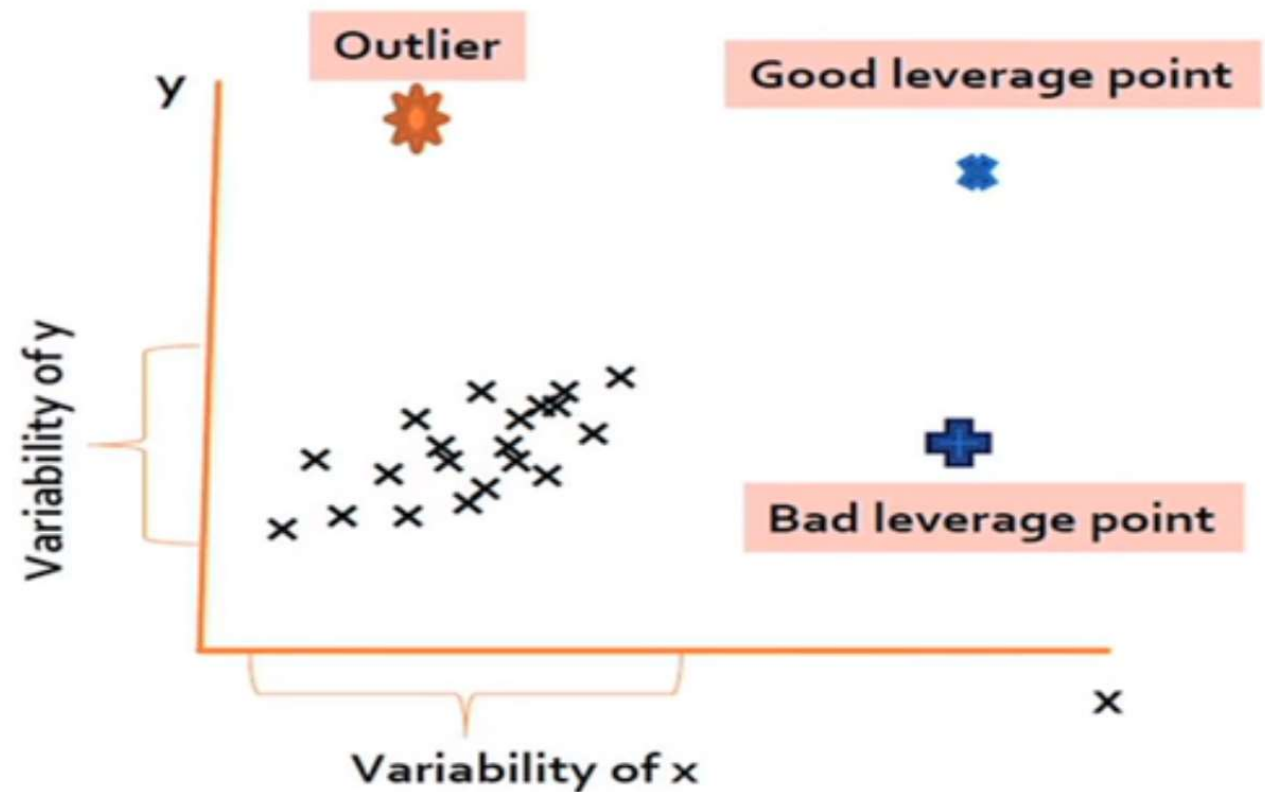 Outlier
Good leverage point
y
Variability of y
Bad leverage point
x
Variability of x